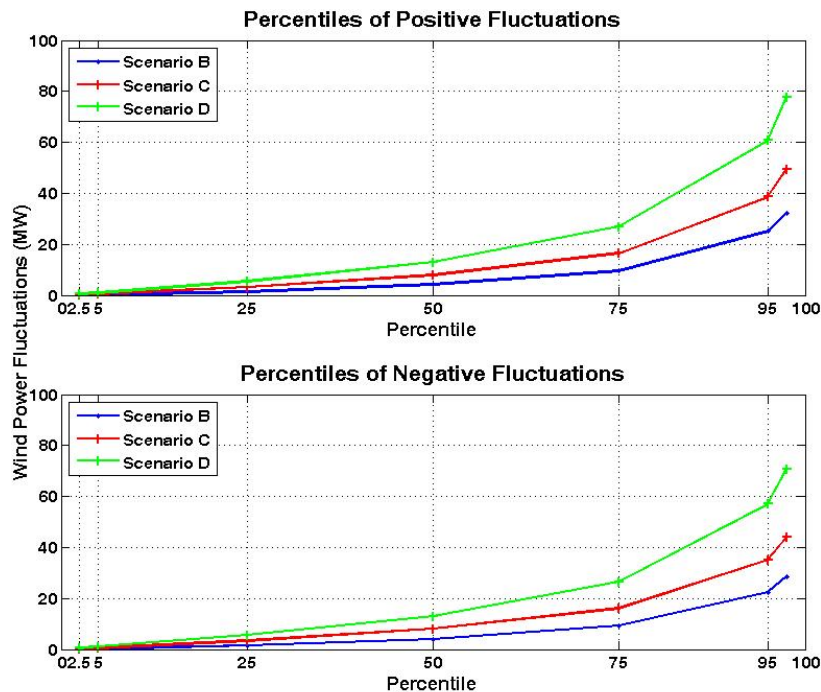 Percentiles of Positive Fluctuations
100
80
60
40
20
0
Scenario B
Scenario C
Scenario D
02.5 5 25 50 75 95 100
Percentile
Wind Power Fluctuations (MW)
Percentiles of Negative Fluctuations
100
80
60
40
20
0
Scenario B
Scenario C
Scenario D
02.5 5 25 50 75 95 100
Percentile